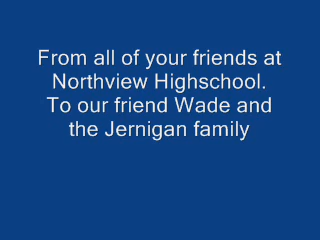 From all of your friends at
Northview Highschool.
To our friend Wade and
the Jernigan family